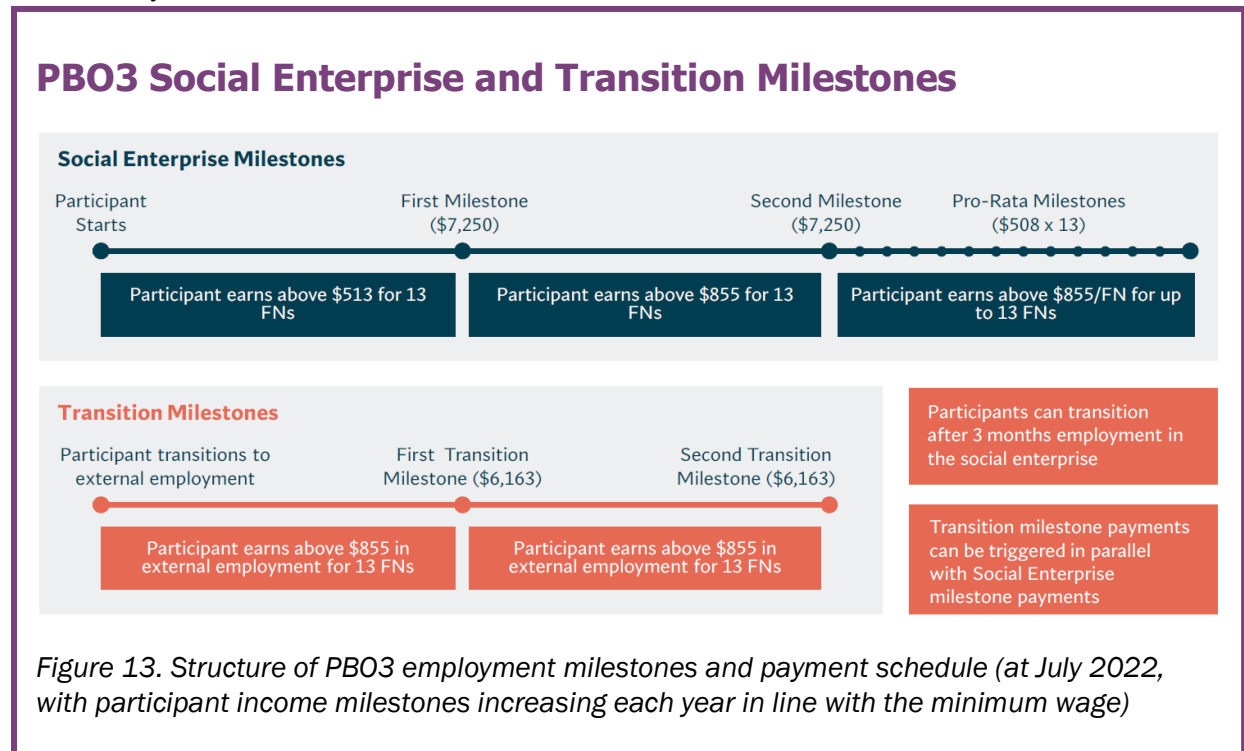 PBO3 Social Enterprise and Transition Milestones
Social Enterprise Milestones
Participant
Starts
First Milestone
($7,250)
Second Milestone
($7,250)
Pro-Rata Milestones
($508 x 13)
Participant earns above $513 for 13
FNs
Participant earns above $855 for 13
FNs
Participant earns above $855/FN for up
to 13 FNs
Transition Milestones
Participant transitions to
external employment
First Transition
Milestone ($6,163)
Second Transition
Milestone ($6,163)
Participant earns above $855 in
external employment for 13 FNs
Participant earns above $855 in
external employment for 13 FNs
Participants can transition
after 3 months employment in
the social enterprise
Transition milestone payments
can be triggered in parallel
with Social Enterprise
milestone payments
Figure 13. Structure of PBO3 employment milestones and payment schedule (at July 2022,
with participant income milestones increasing each year in line with the minimum wage)